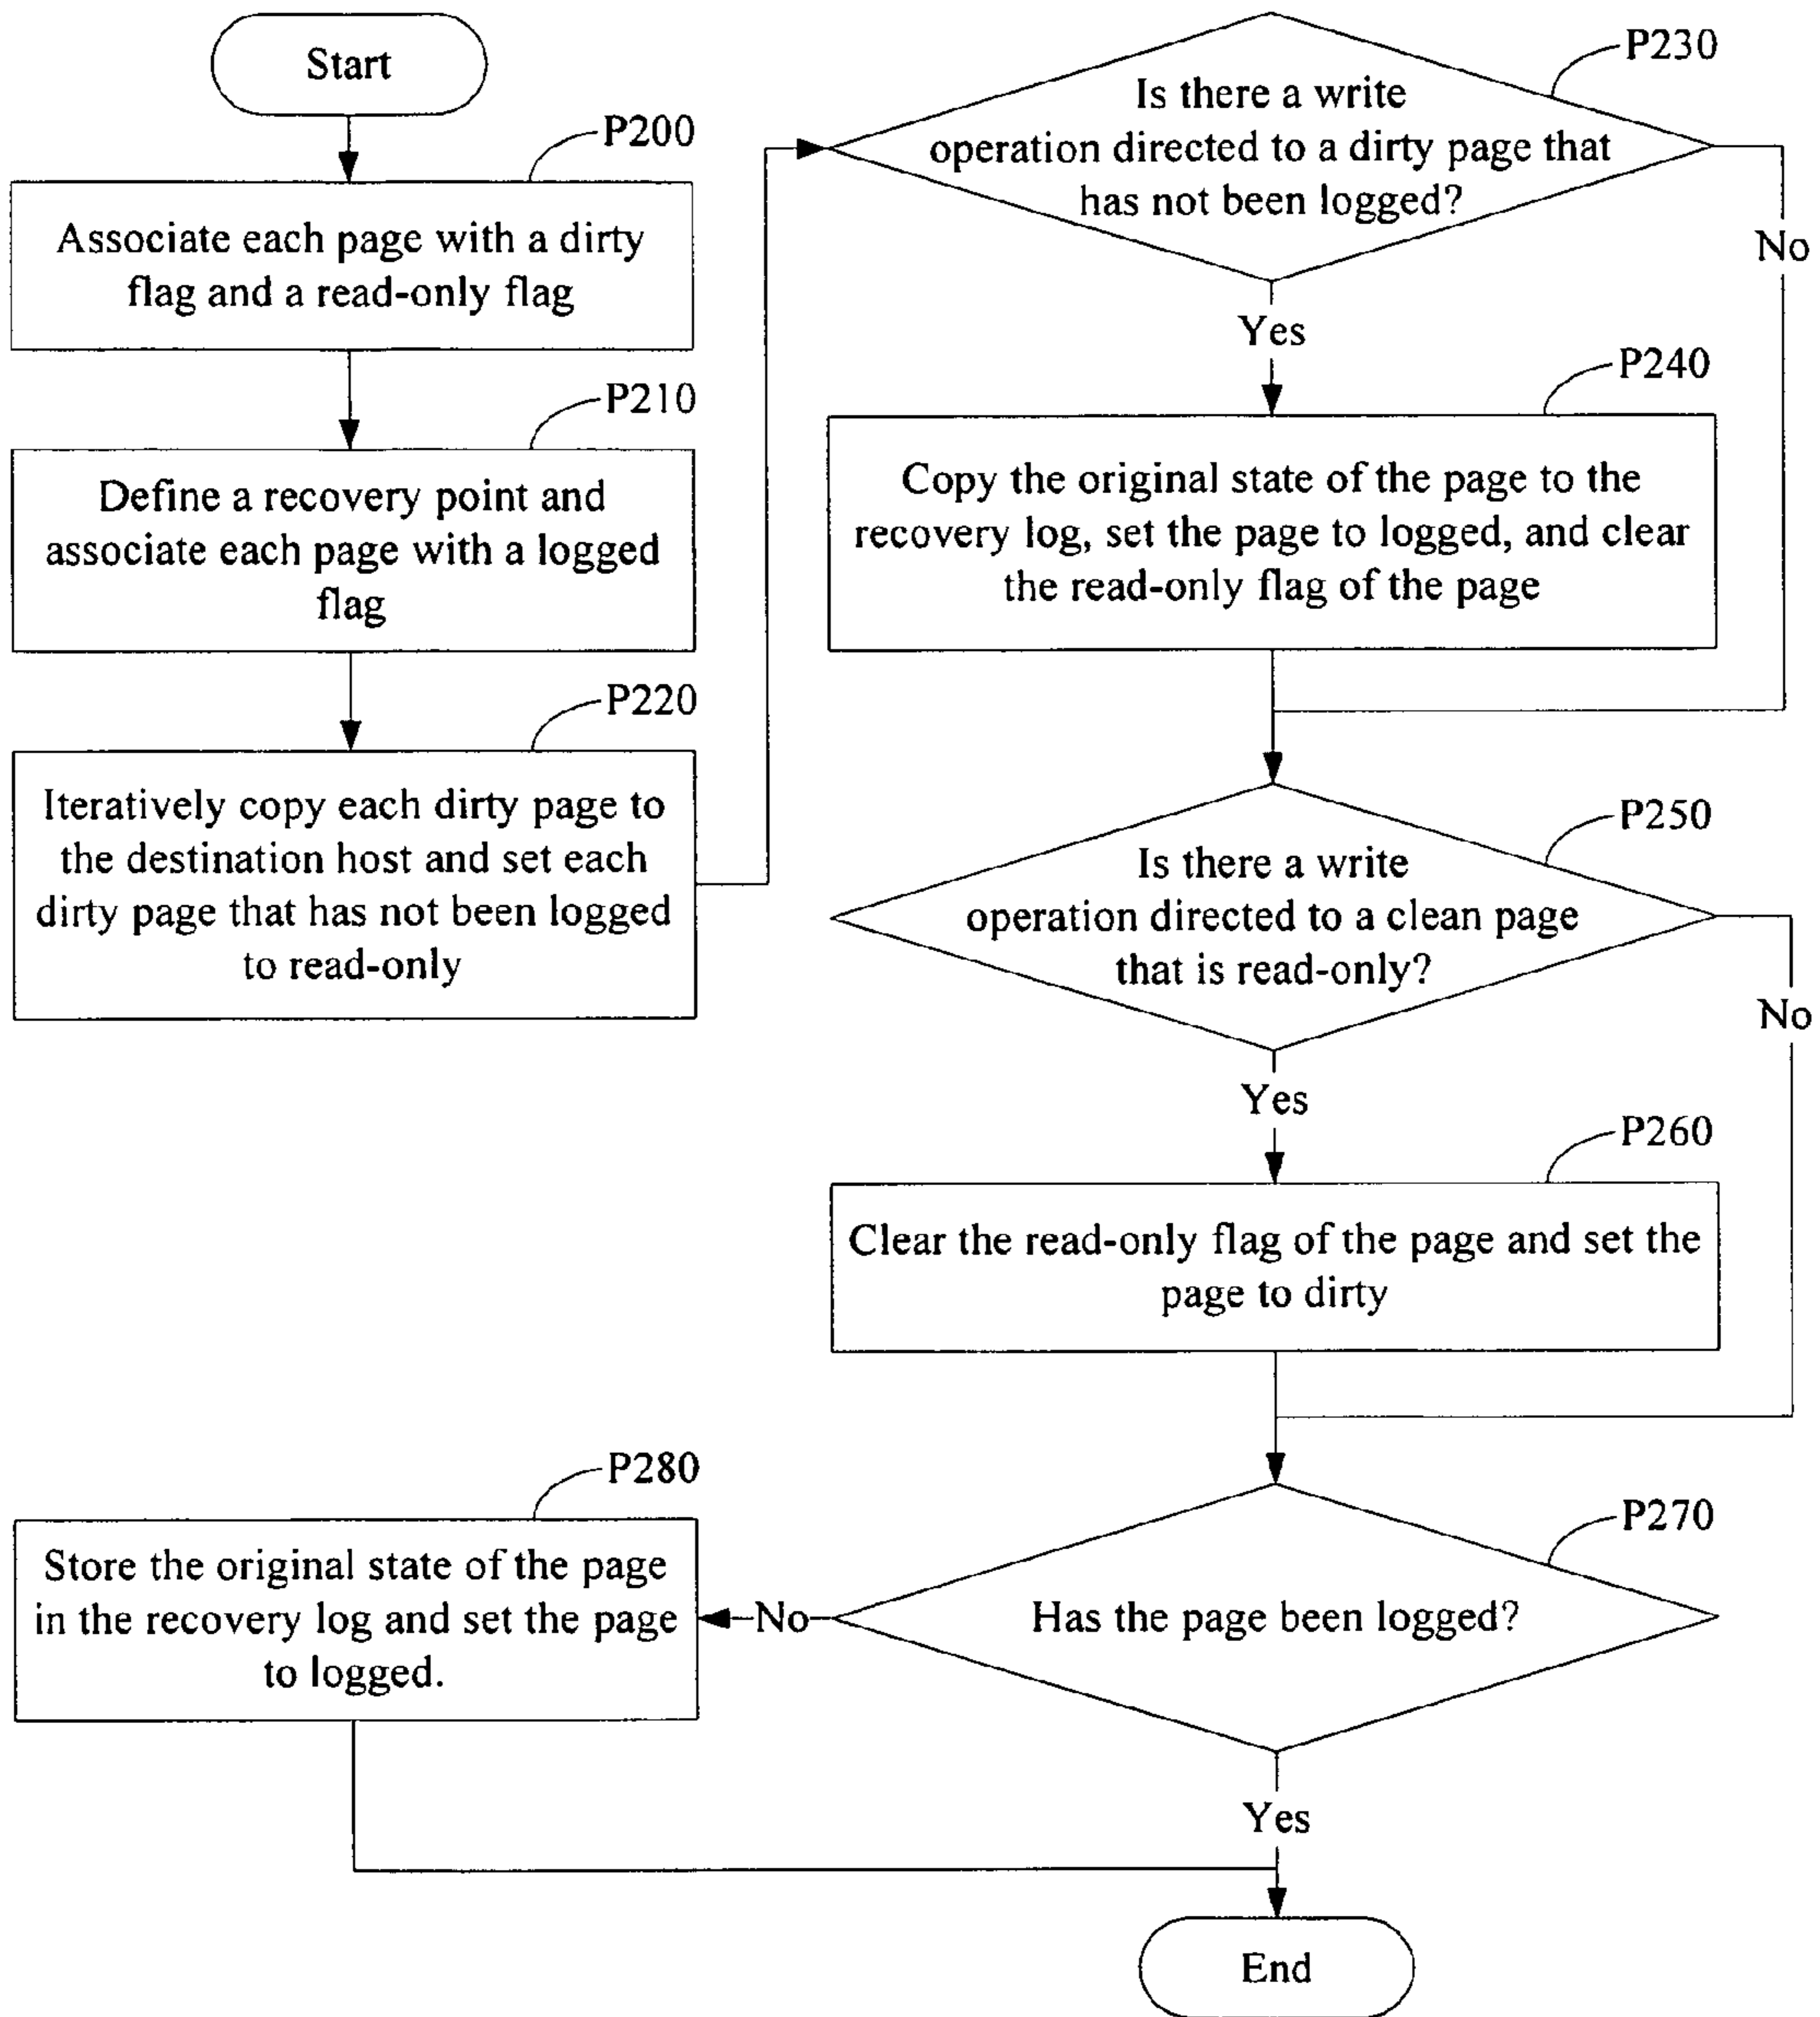 Start
P200
Associate each page with a dirty
flag and a read-only flag
P210
Define a recovery point and
associate each page with a logged
flag
P220
Iteratively copy each dirty page to
the destination host and set each
dirty page that has not been logged
to read-only
P230
Is there a write
operation directed to a dirty page that
has not been logged?
No
Yes
P240
Copy the original state of the page to the
recovery log, set the page to logged, and clear
the read-only flag of the page
P250
Is there a write
operation directed to a clean page
that is read-only?
No
Yes
P260
Clear the read-only flag of the page and set the
page to dirty
P270
Has the page been logged?
No
P280
Store the original state of the page
in the recovery log and set the page
to logged.
Yes
End